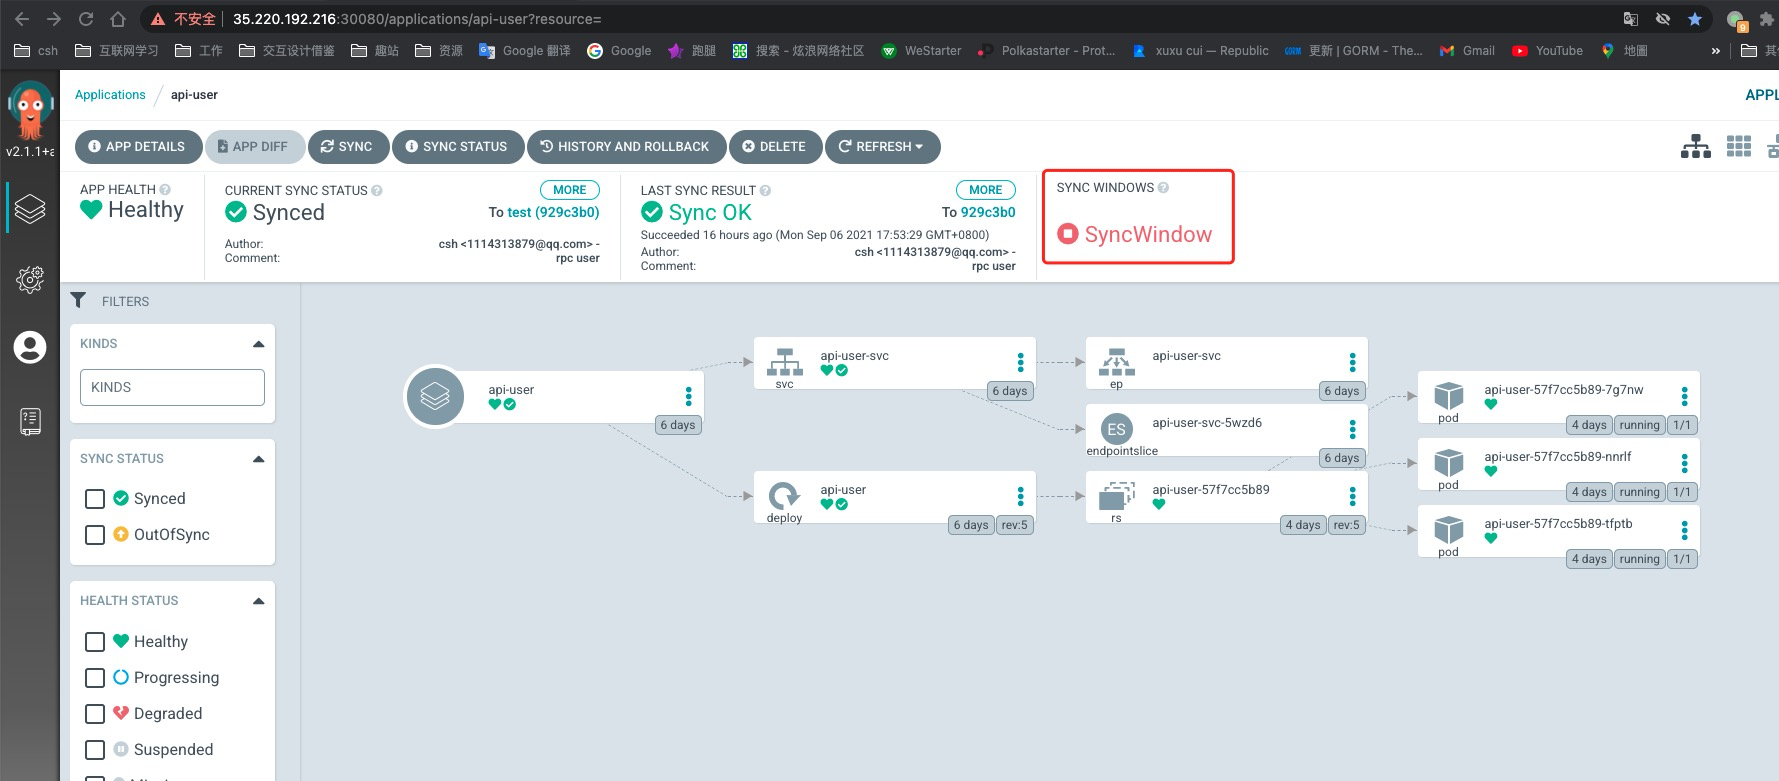 不安全 35.220.192.216:30080/applications/api-user?resource=
csh 互联网学习 工作 交互设计借鉴 趣站 资源 Google 翻译 Google 跑腿 搜索 - 炫浪网络社区 WeStarter Polkastarter - Prot... xuxu cui — Republic GORM 更新 | GORM - The... Gmail YouTube 地圖 »
9
Applications / api-user
v2.1.1+a
APP DETAILS APP DIFF SYNC SYNC STATUS HISTORY AND ROLLBACK DELETE REFRESH
APP HEALTH
Healthy
CURRENT SYNC STATUS MORE
Synced To test (929c3b0)
Author: csh <1114313879@qq.com> -
Comment: rpc user
LAST SYNC RESULT MORE
Sync OK To 929c3b0
Succeeded 16 hours ago (Mon Sep 06 2021 17:53:29 GMT+0800)
Author: csh <1114313879@qq.com> -
Comment: rpc user
SYNC WINDOWS
SyncWindow
FILTERS
KINDS
KINDS
SYNC STATUS
Synced
OutOfSync
HEALTH STATUS
Healthy
Progressing
Degraded
Suspended
api-user
6 days
api-user-svc
svc
6 days
api-user
deploy
6 days rev:5
api-user-svc
ep
6 days
ES
api-user-svc-5wzd6
endpointslice
6 days
api-user-57f7cc5b89
rs
4 days rev:5
api-user-57f7cc5b89-7g7nw
pod
4 days running 1/1
api-user-57f7cc5b89-nnrlf
pod
4 days running 1/1
api-user-57f7cc5b89-tfptb
pod
4 days running 1/1